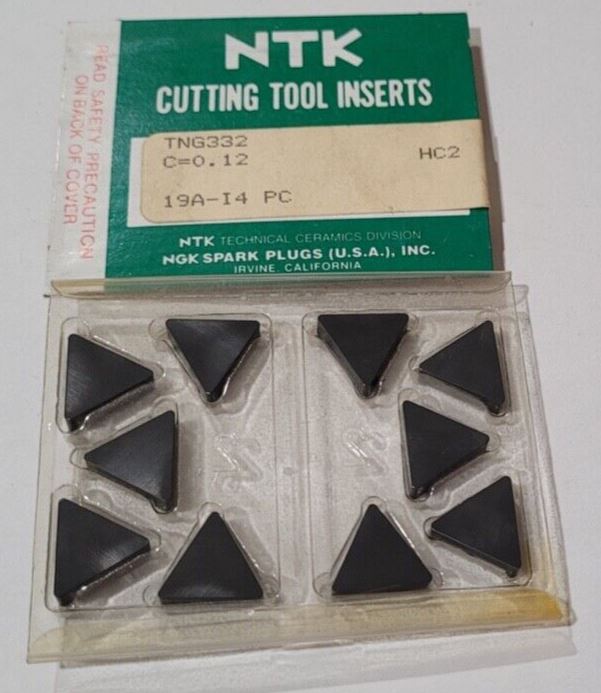 NTK
CUTTING TOOL INSERTS
TNG332
C=0.12 HC2
19A-I4 PC
NTK TECHNICAL CERAMICS DIVISION
NGK SPARK PLUGS (U.S.A.), INC.
IRVINE, CALIFORNIA
READ SAFETY PRECAUTION
ON BACK OF COVER